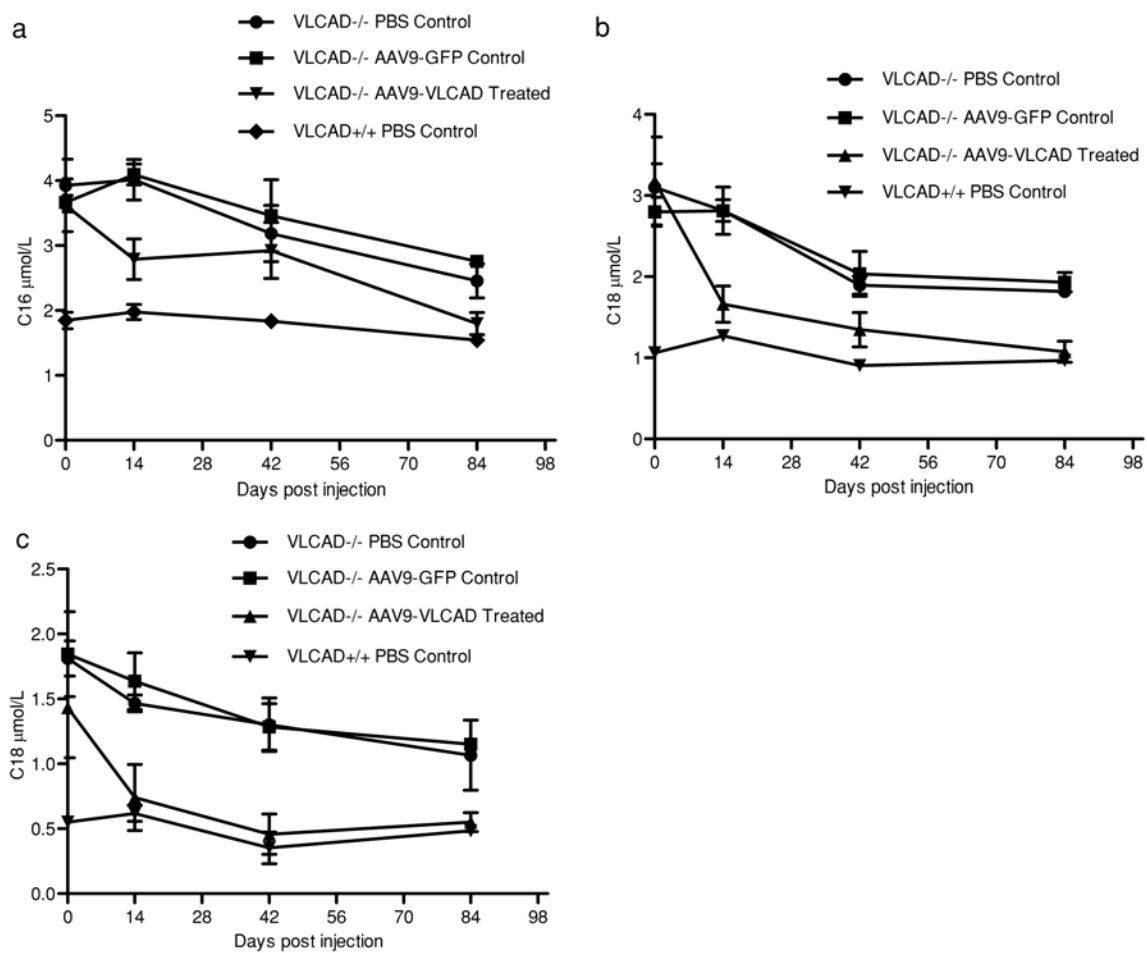 a
VLCAD-/- PBS Control
VLCAD-/- AAV9-GFP Control
VLCAD-/- AAV9-VLCAD Treated
VLCAD+/+ PBS Control
5
4
3
2
1
0
C16 µmol/L
0 14 28 42 56 70 84 98
Days post injection
b
VLCAD-/- PBS Control
VLCAD-/- AAV9-GFP Control
VLCAD-/- AAV9-VLCAD Treated
VLCAD+/+ PBS Control
4
3
2
1
0
C18 µmol/L
0 14 28 42 56 70 84 98
Days post injection
c
VLCAD-/- PBS Control
VLCAD-/- AAV9-GFP Control
VLCAD-/- AAV9-VLCAD Treated
VLCAD+/+ PBS Control
2.5
2.0
1.5
1.0
0.5
0.0
C18 µmol/L
0 14 28 42 56 70 84 98
Days post injection